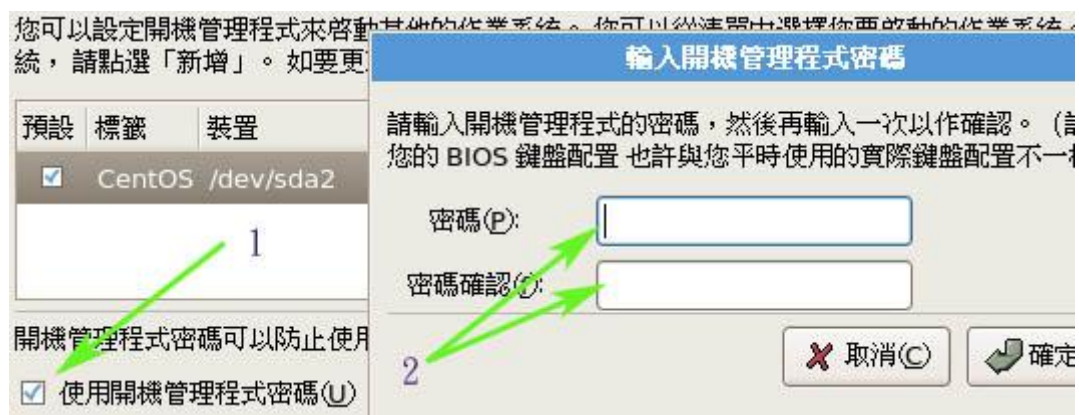 您可以設定開機管理程式來啓動其他的作業系統。 您可以從清單中選擇您要啓動的作業系統。
統， 請點選「新增」。 如要更
預設 標籤 裝置
CentOS /dev/sda2
1
開機管理程式密碼可以防止使用
使用開機管理程式密碼(U)
輸入開機管理程式密碼
請輸入開機管理程式的密碼，然後再輸入一次以作確認。（
您的 BIOS 鍵盤配置 也許與您平時使用的實際鍵盤配置不一
密碼(P):
密碼確認
2
取消(C) 確定